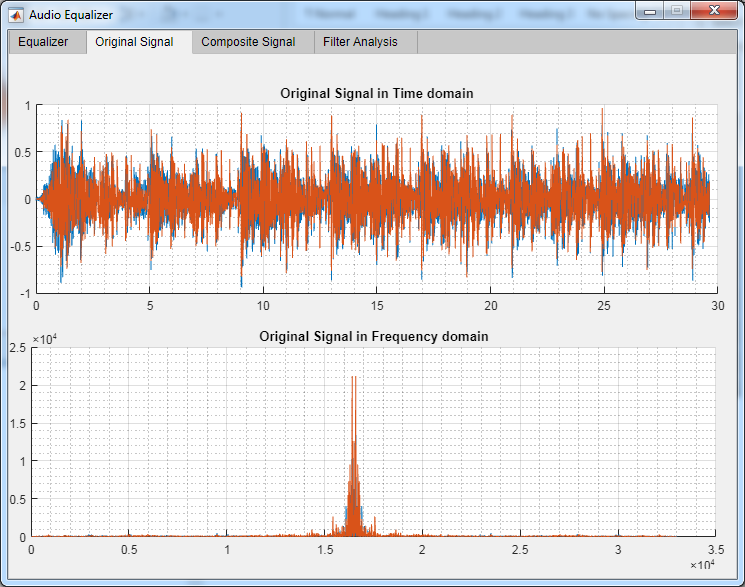 Audio Equalizer
Equalizer Original Signal Composite Signal Filter Analysis
Original Signal in Time domain
1
0.5
0
-0.5
-1
0 5 10 15 20 25 30
Original Signal in Frequency domain
×10⁴
2.5
2
1.5
1
0.5
0
0 0.5 1 1.5 2 2.5 3 3.5
×10⁴